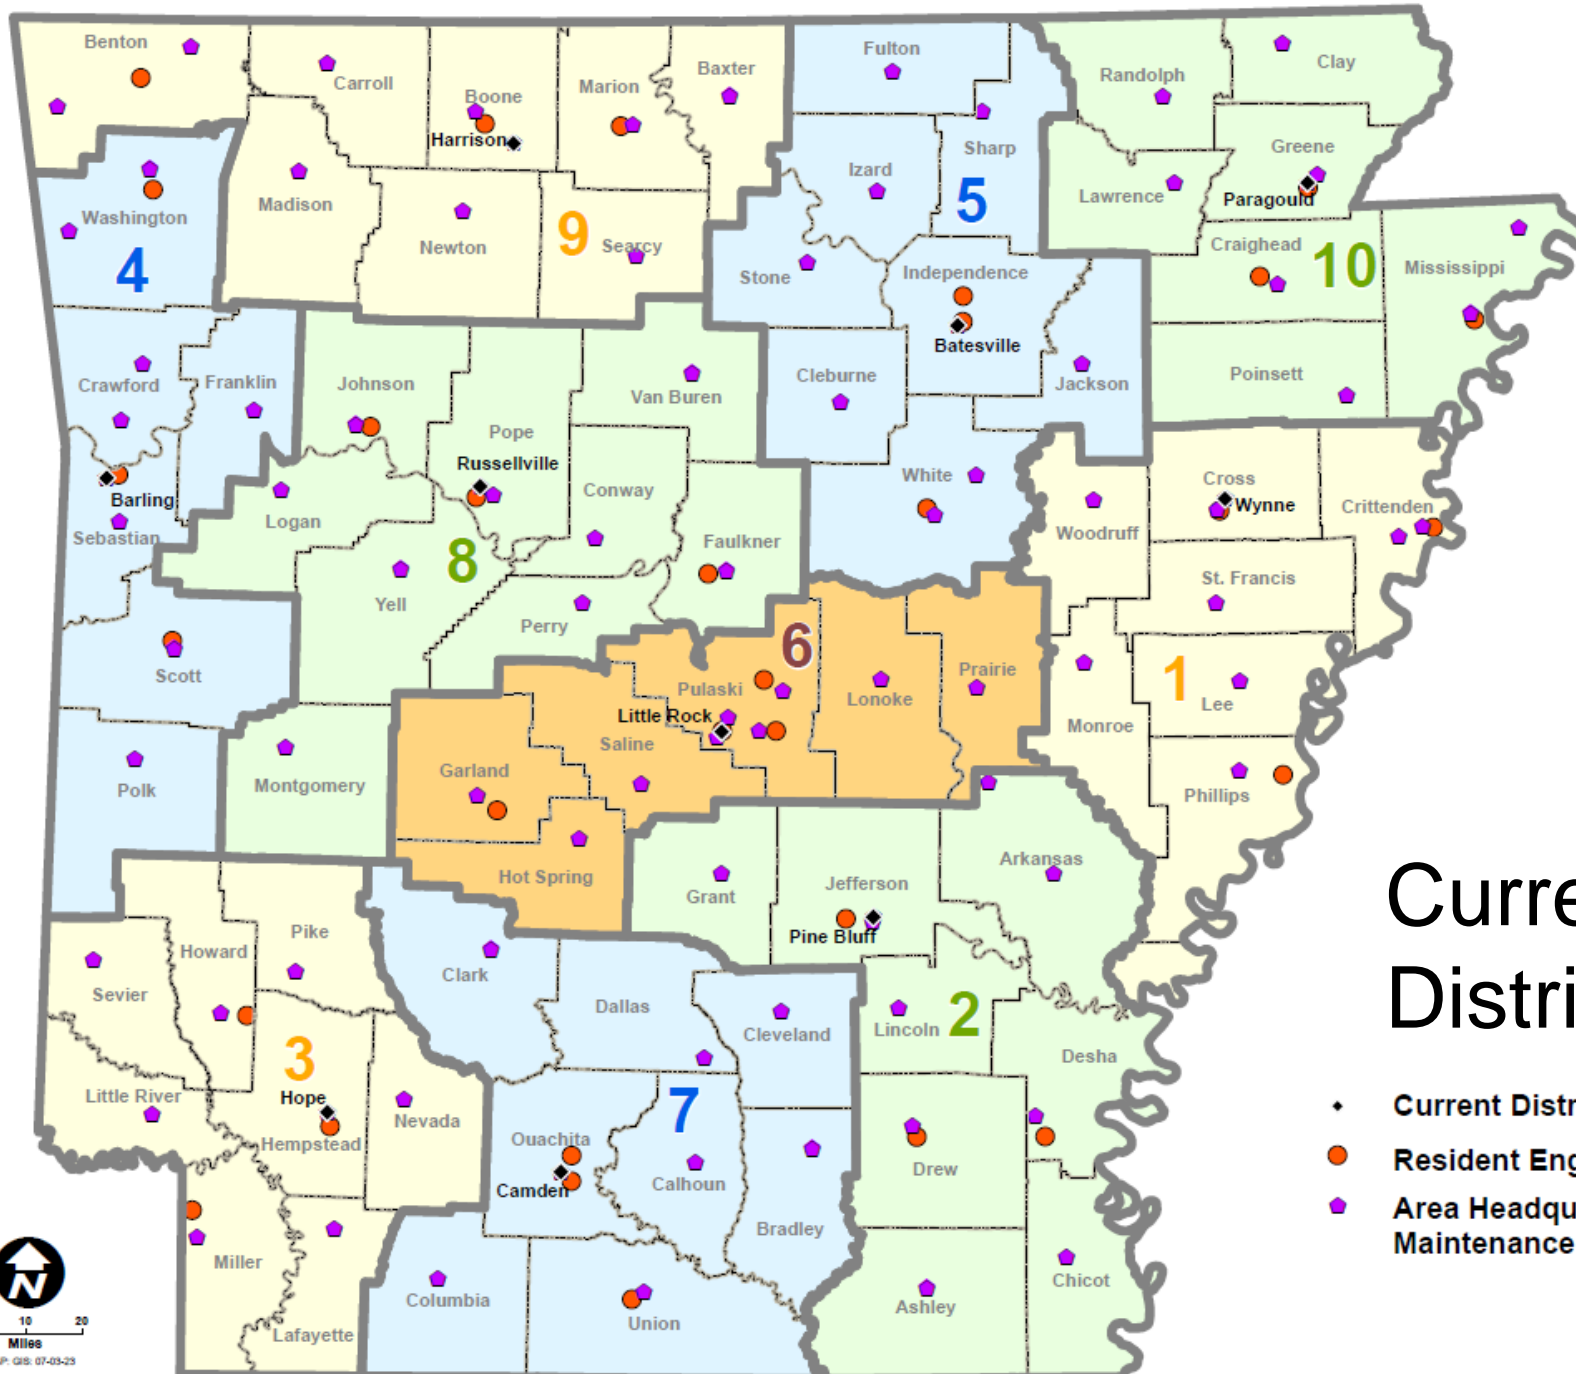 Benton
Carroll
Boone
Harrison
Marion
Baxter
Fulton
Randolph
Clay
Sharp
Izard
Greene
Lawrence
Paragould
Washington
Madison
Newton
9
Searcy
5
4
Stone
Independence
Batesville
Craighead
10
Mississippi
Crawford
Franklin
Johnson
Pope
Van Buren
Cleburne
Jackson
Poinsett
Russellville
Conway
White
Cross
Wynne
Crittenden
Barling
Sebastian
Logan
8
Faulkner
Woodruff
St. Francis
Yell
Perry
6
Scott
Pulaski
Little Rock
Saline
Lonoke
Prairie
1
Lee
Monroe
Polk
Montgomery
Garland
Phillips
Hot Spring
Grant
Jefferson
Pine Bluff
Arkansas
Pike
Howard
Sevier
Clark
Dallas
Cleveland
Lincoln
2
Desha
3
Hope
Hempstead
Little River
Nevada
7
Ouachita
Camden
Calhoun
Bradley
Drew
Miller
Lafayette
Columbia
Union
Ashley
Chicot
Curre
Distri
Current Distr
Resident Eng
Area Headqu
Maintenance
N
10 20
Miles
P: GIS: 07-03-23